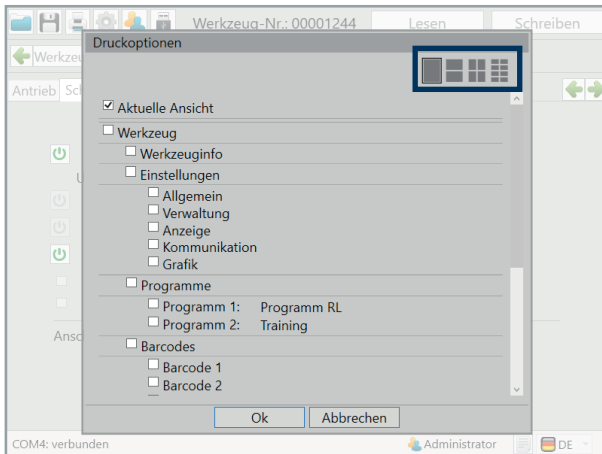 Werkzeug-Nr.: 00001244 Lesen Schreiben
Druckoptionen
Werkzeu
Antrieb Sch
Aktuelle Ansicht
Werkzeug
Werkzeuginfo
Einstellungen
U
Allgemein
Verwaltung
Anzeige
Kommunikation
Grafik
Programme
Programm 1: Programm RL
Programm 2: Training
Ansc
Barcodes
Barcode 1
Barcode 2
Ok Abbrechen
COM4: verbunden Administrator DE